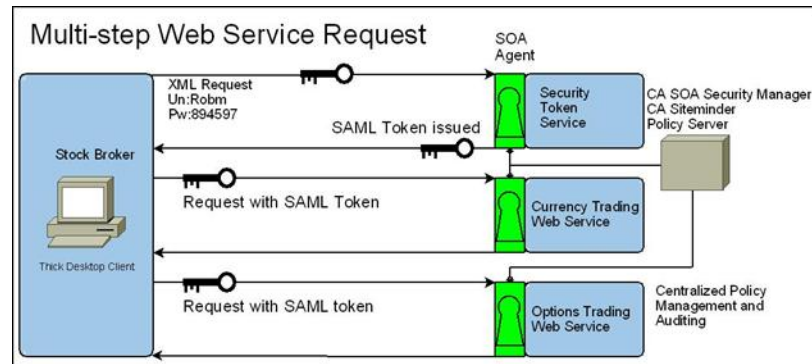 Multi-step Web Service Request
SOA
Agent
XML Request
Un:Robm
Pw:894597
Security
Token
Service
CA SOA Security Manager
CA Siteminder
Policy Server
SAML Token issued
Stock Broker
Request with SAML Token
Currency Trading
Web Service
Thick Desktop Client
Request with SAML token
Options Trading
Web Service
Centralized Policy
Management and
Auditing